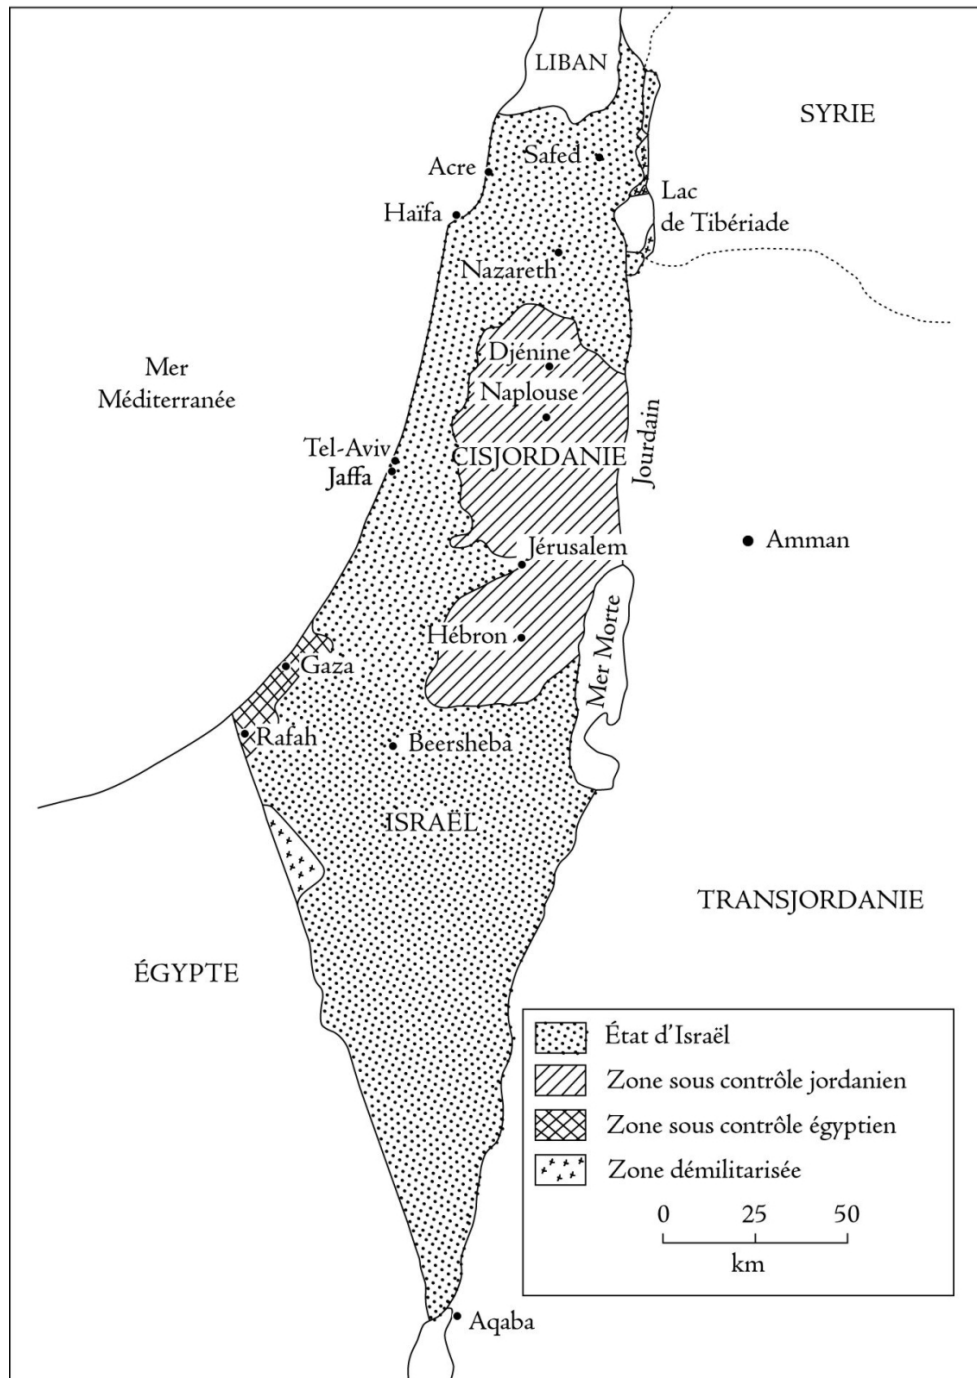 LIBAN
SYRIE
Safed
Acre
Lac
de Tibériade
Haïfa
Nazareth
Mer
Méditerranée
Djénine
Naplouse
Jourdain
Tel-Aviv
Jaffa
CISJORDANIE
Jérusalem
Amman
Hébron
Mer Morte
Gaza
Rafah
Beersheba
ISRAËL
TRANSJORDANIE
ÉGYPTE
État d'Israël
Zone sous contrôle jordanien
Zone sous contrôle égyptien
Zone démilitarisée
0 25 50
km
Aqaba